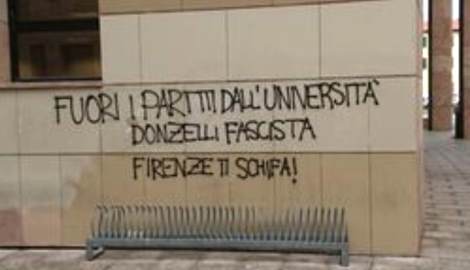 FUORI I PARTITI DALL'UNIVERSITÀ
DONZELLI FASCISTA
FIRENZE TI SCHIFA!